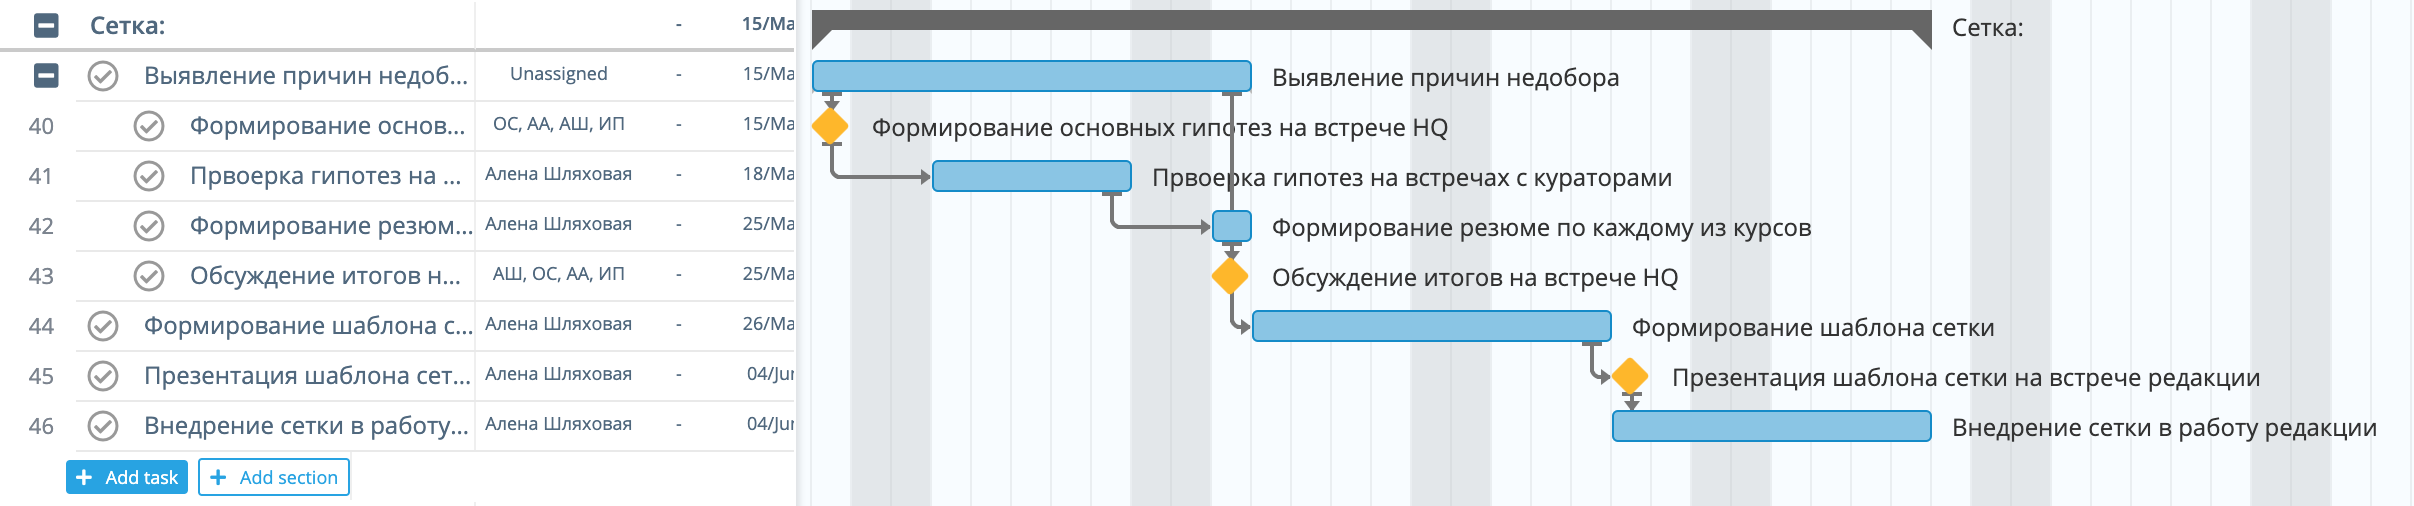 Сетка: - 15/Ma Сетка:
Выявление причин недоб... Unassigned - 15/Ma Выявление причин недобора
40 Формирование основ... ОС, АА, АШ, ИП - 15/Ma Формирование основных гипотез на встрече HQ
41 Првоерка гипотез на ... Алена Шляховая - 18/Ma Првоерка гипотез на встречах с кураторами
42 Формирование резюм... Алена Шляховая - 25/Ma Формирование резюме по каждому из курсов
43 Обсуждение итогов н... АШ, ОС, АА, ИП - 25/Ma Обсуждение итогов на встрече HQ
44 Формирование шаблона с... Алена Шляховая - 26/Ma Формирование шаблона сетки
45 Презентация шаблона сет... Алена Шляховая - 04/Jun Презентация шаблона сетки на встрече редакции
46 Внедрение сетки в работу... Алена Шляховая - 04/Jun Внедрение сетки в работу редакции
+ Add task + Add section